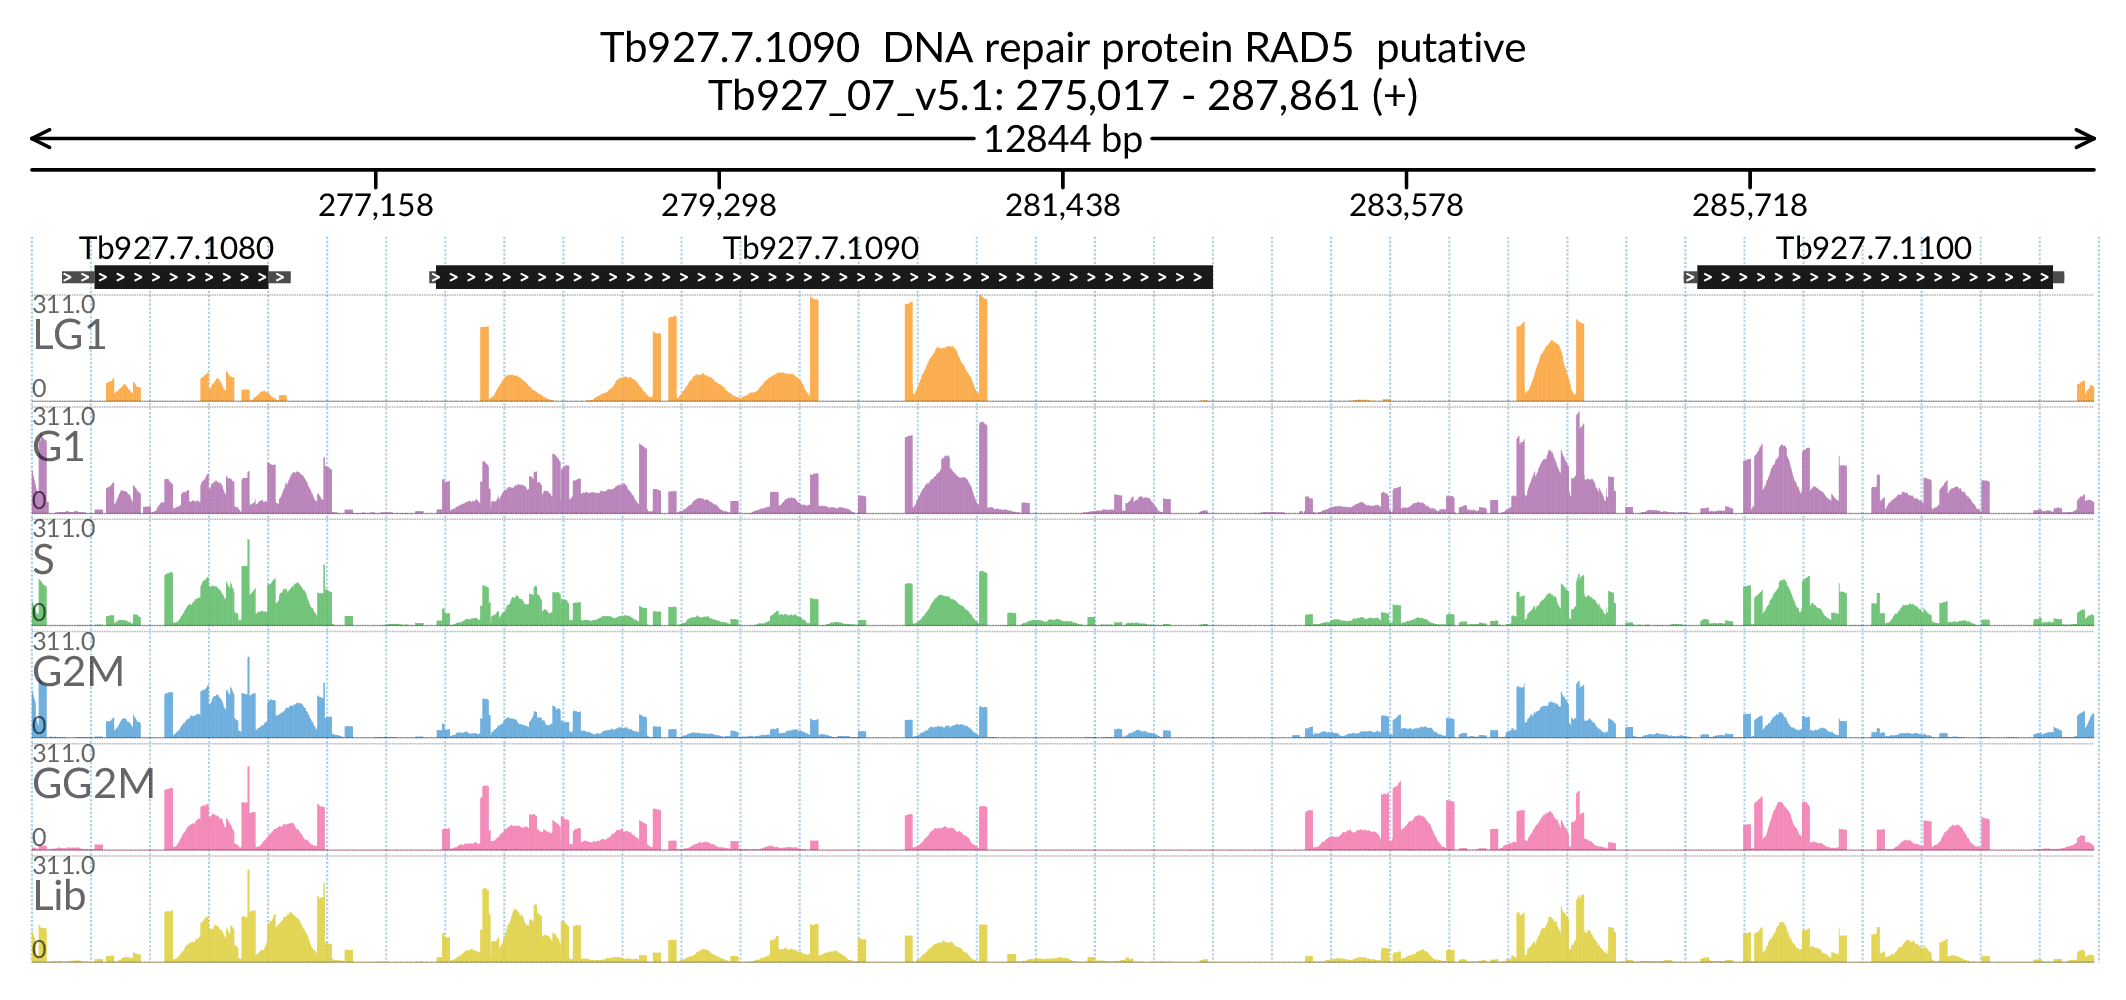 Tb927.7.1090  DNA repair protein RAD5  putative
Tb927_07_v5.1: 275,017 - 287,861 (+)
12844 bp
277,158 279,298 281,438 283,578 285,718
Tb927.7.1080 Tb927.7.1090 Tb927.7.1100
311.0
LG1
0
311.0
G1
0
311.0
S
0
311.0
G2M
0
311.0
GG2M
0
311.0
Lib
0